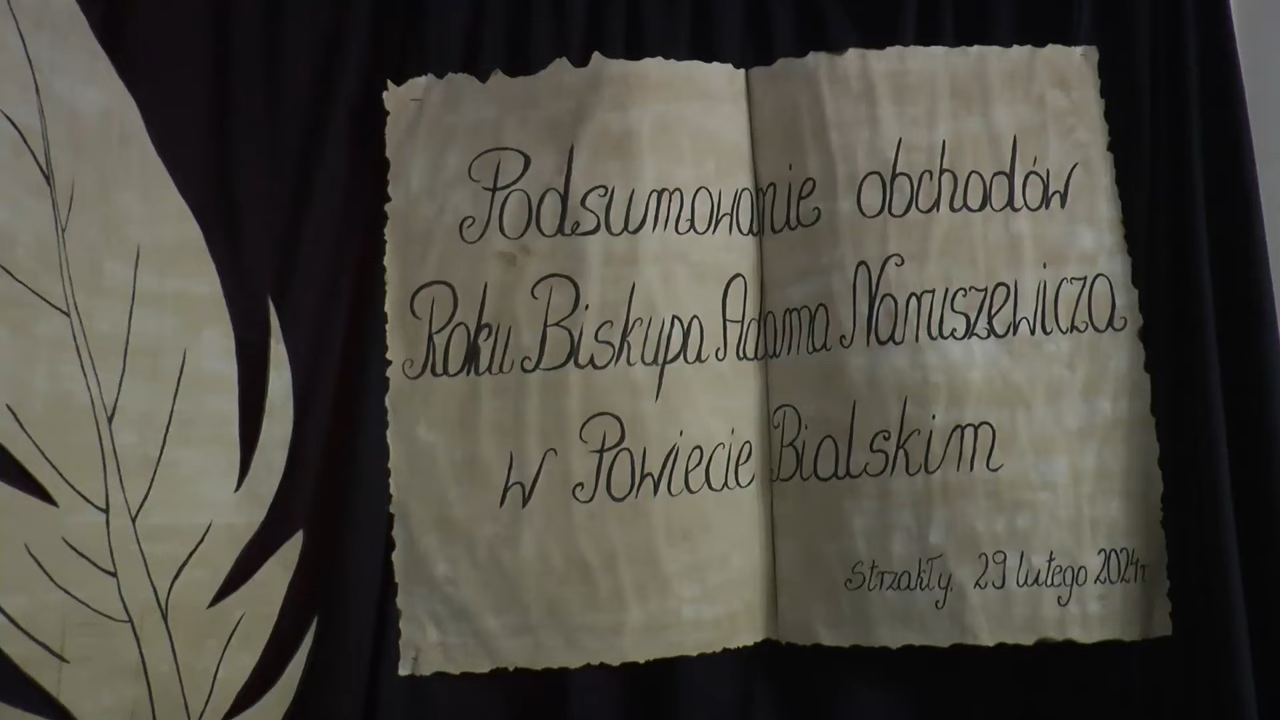 Podsumowanie obchodów
Roku Biskupa Adama Naruszewicza
w Powiecie Bialskim
Strzakły, 29 lutego 2024r